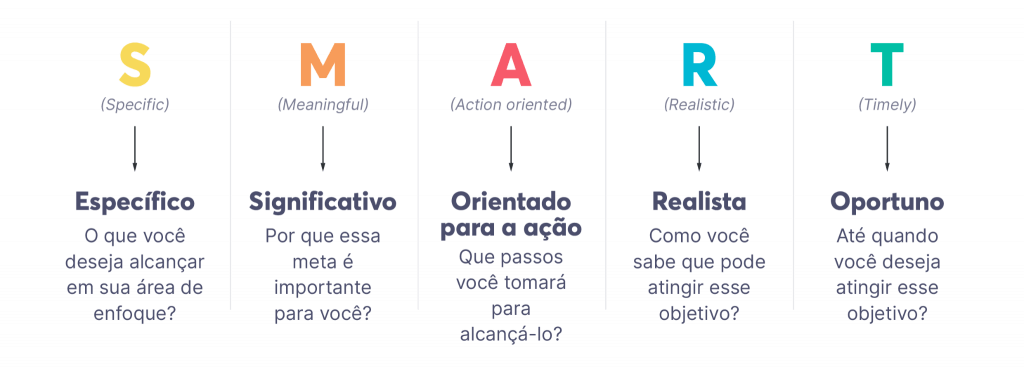 S
(Specific)
Específico
O que você
deseja alcançar
em sua área de
enfoque?
M
(Meaningful)
Significativo
Por que essa
meta é
importante
para você?
A
(Action oriented)
Orientado
para a ação
Que passos
você tomará
para
alcançá-lo?
R
(Realistic)
Realista
Como você
sabe que pode
atingir esse
objetivo?
T
(Timely)
Oportuno
Até quando
você deseja
atingir esse
objetivo?